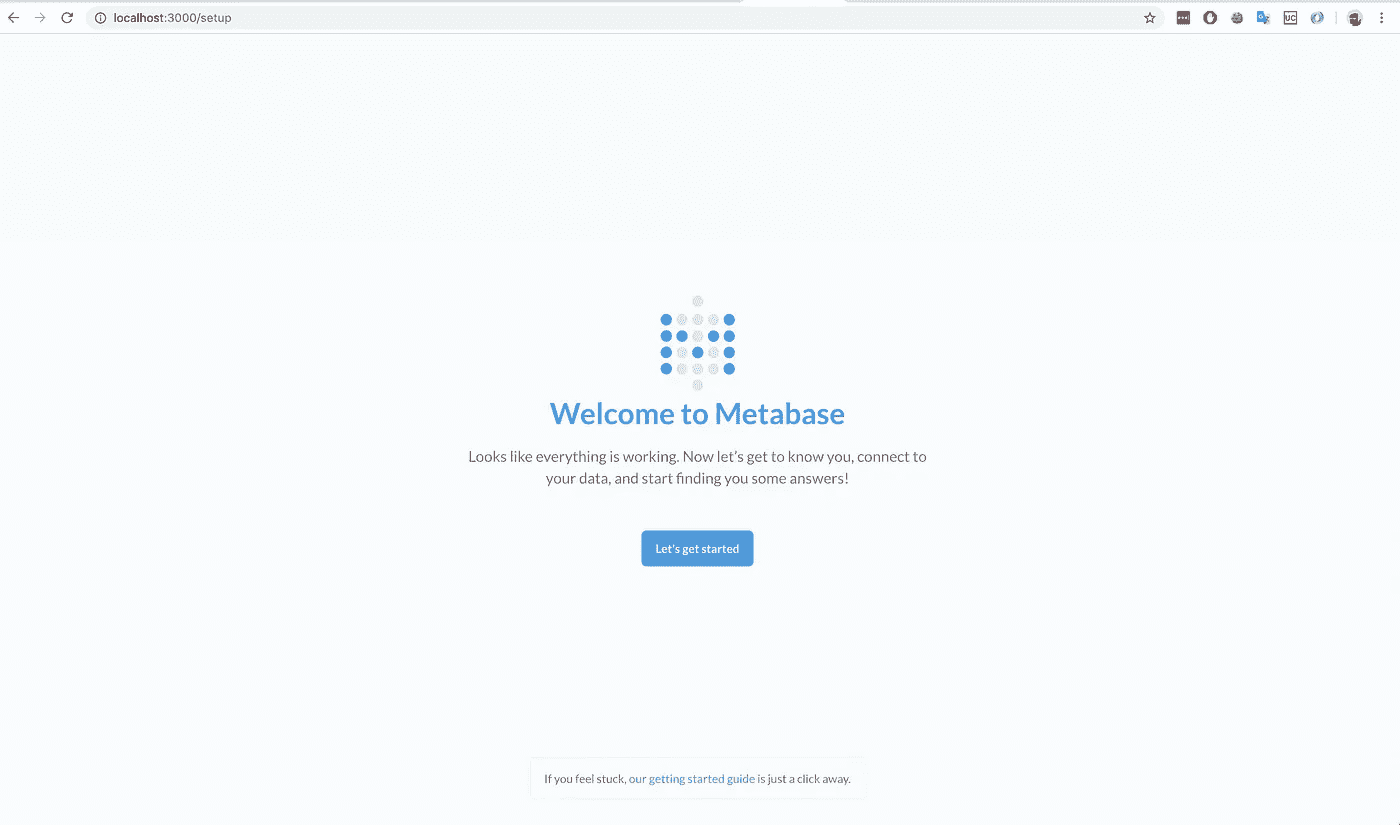 localhost:3000/setup
UC
Welcome to Metabase
Looks like everything is working. Now let's get to know you, connect to
your data, and start finding you some answers!
Let's get started
If you feel stuck, our getting started guide is just a click away.